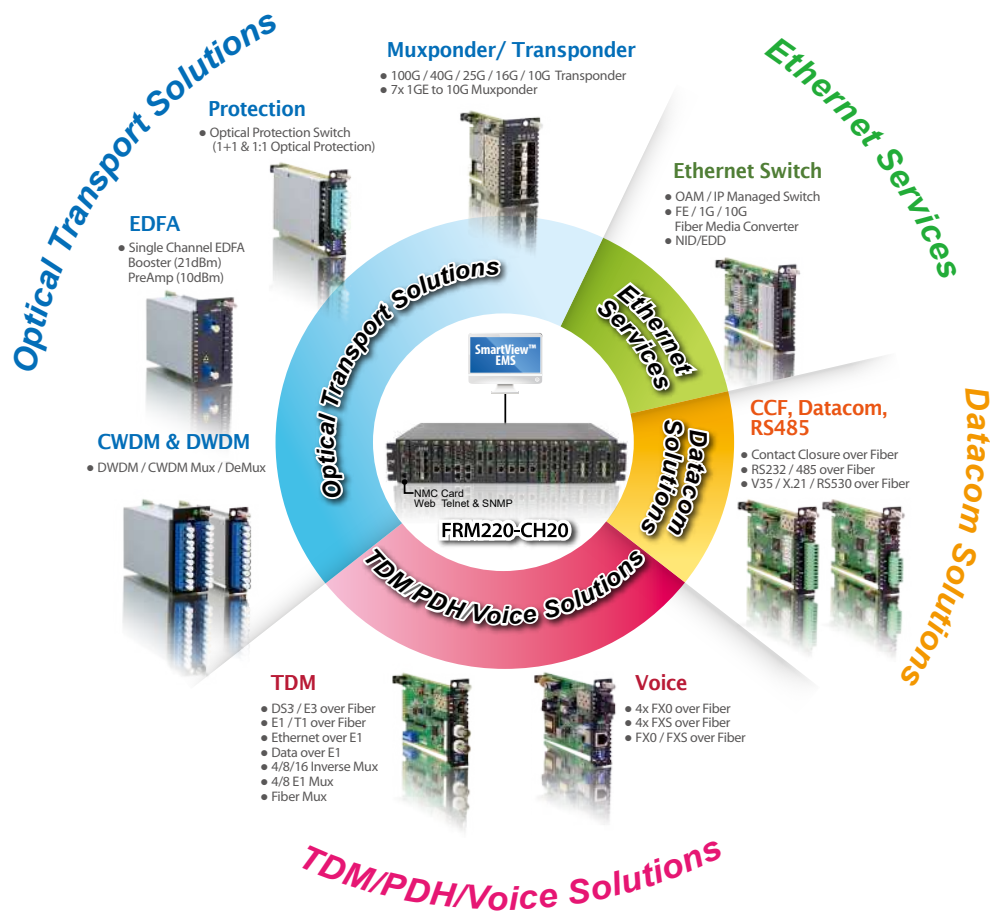 Optical Transport Solutions
Muxponder/ Transponder
● 100G / 40G / 25G / 16G / 10G Transponder
● 7x 1GE to 10G Muxponder
Protection
● Optical Protection Switch
(1+1 & 1:1 Optical Protection)
EDFA
● Single Channel EDFA
Booster (21dBm)
PreAmp (10dBm)
CWDM & DWDM
● DWDM / CWDM Mux / DeMux
Ethernet Services
Ethernet Switch
● OAM / IP Managed Switch
● FE / 1G / 10G
Fiber Media Converter
● NID/EDD
Datacom Solutions
CCF, Datacom,
RS485
● Contact Closure over Fiber
● RS232 / 485 over Fiber
● V35 / X.21 / RS530 over Fiber
Optical Transport Solutions
Ethernet
Services
Datacom
Solutions
TDM/PDH/Voice Solutions
SmartView™
EMS
NMC Card
Web Telnet & SNMP
FRM220-CH20
TDM
● DS3 / E3 over Fiber
● E1 / T1 over Fiber
● Ethernet over E1
● Data over E1
● 4/8/16 Inverse Mux
● 4/8 E1 Mux
● Fiber Mux
Voice
● 4x FX0 over Fiber
● 4x FXS over Fiber
● FX0 / FXS over Fiber
TDM/PDH/Voice Solutions